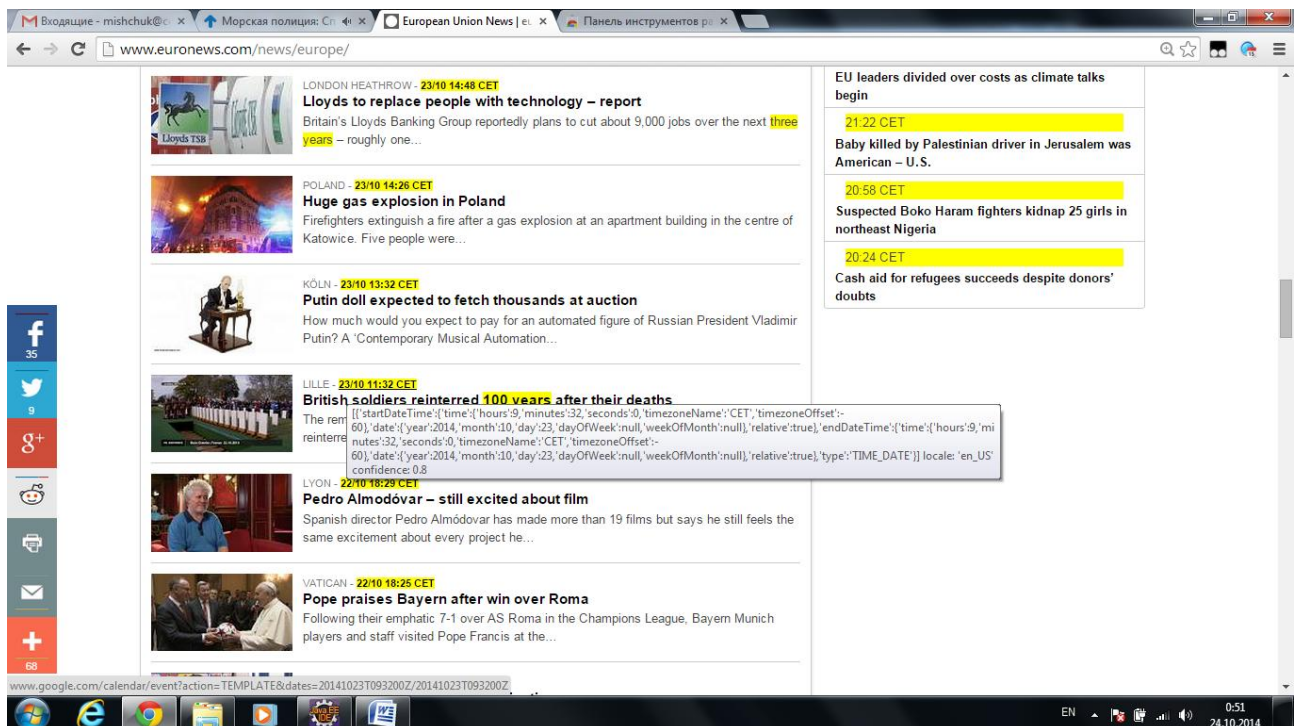 Входящие - mishchuk@c
Морская полиция: Сп
European Union News | eu
Панель инструментов ра
www.euronews.com/news/europe/
LONDON HEATHROW - 23/10 14:48 CET
Lloyds to replace people with technology – report
Britain's Lloyds Banking Group reportedly plans to cut about 9,000 jobs over the next three
years – roughly one...
Lloyds TSB
POLAND - 23/10 14:26 CET
Huge gas explosion in Poland
Firefighters extinguish a fire after a gas explosion at an apartment building in the centre of
Katowice. Five people were...
KÖLN - 23/10 13:32 CET
Putin doll expected to fetch thousands at auction
How much would you expect to pay for an automated figure of Russian President Vladimir
Putin? A ‘Contemporary Musical Automation...
LILLE - 23/10 11:32 CET
British soldiers reinterred 100 years after their deaths
The rem
reinterre
[{'startDateTime':{'time':{'hours':9,'minutes':32,'seconds':0,'timezoneName':'CET','timezoneOffset':-
60},'date':{'year':2014,'month':10,'day':23,'dayOfWeek':null,'weekOfMonth':null},'relative':true},'endDateTime':{'time':{'hours':9,'mi
nutes':32,'seconds':0,'timezoneName':'CET','timezoneOffset':-
60},'date':{'year':2014,'month':10,'day':23,'dayOfWeek':null,'weekOfMonth':null},'relative':true},'type':'TIME_DATE'}] locale: 'en_US'
confidence: 0.8
LYON - 22/10 18:29 CET
Pedro Almodóvar – still excited about film
Spanish director Pedro Almódovar has made more than 19 films but says he still feels the
same excitement about every project he...
VATICAN - 22/10 18:25 CET
Pope praises Bayern after win over Roma
Following their emphatic 7-1 over AS Roma in the Champions League, Bayern Munich
players and staff visited Pope Francis at the...
EU leaders divided over costs as climate talks
begin
21:22 CET
Baby killed by Palestinian driver in Jerusalem was
American – U.S.
20:58 CET
Suspected Boko Haram fighters kidnap 25 girls in
northeast Nigeria
20:24 CET
Cash aid for refugees succeeds despite donors'
doubts
35
9
8+
68
www.google.com/calendar/event?action=TEMPLATE&dates=20141023T093200Z/20141023T093200Z
Java EE
IDE
EN
0:51
24.10.2014